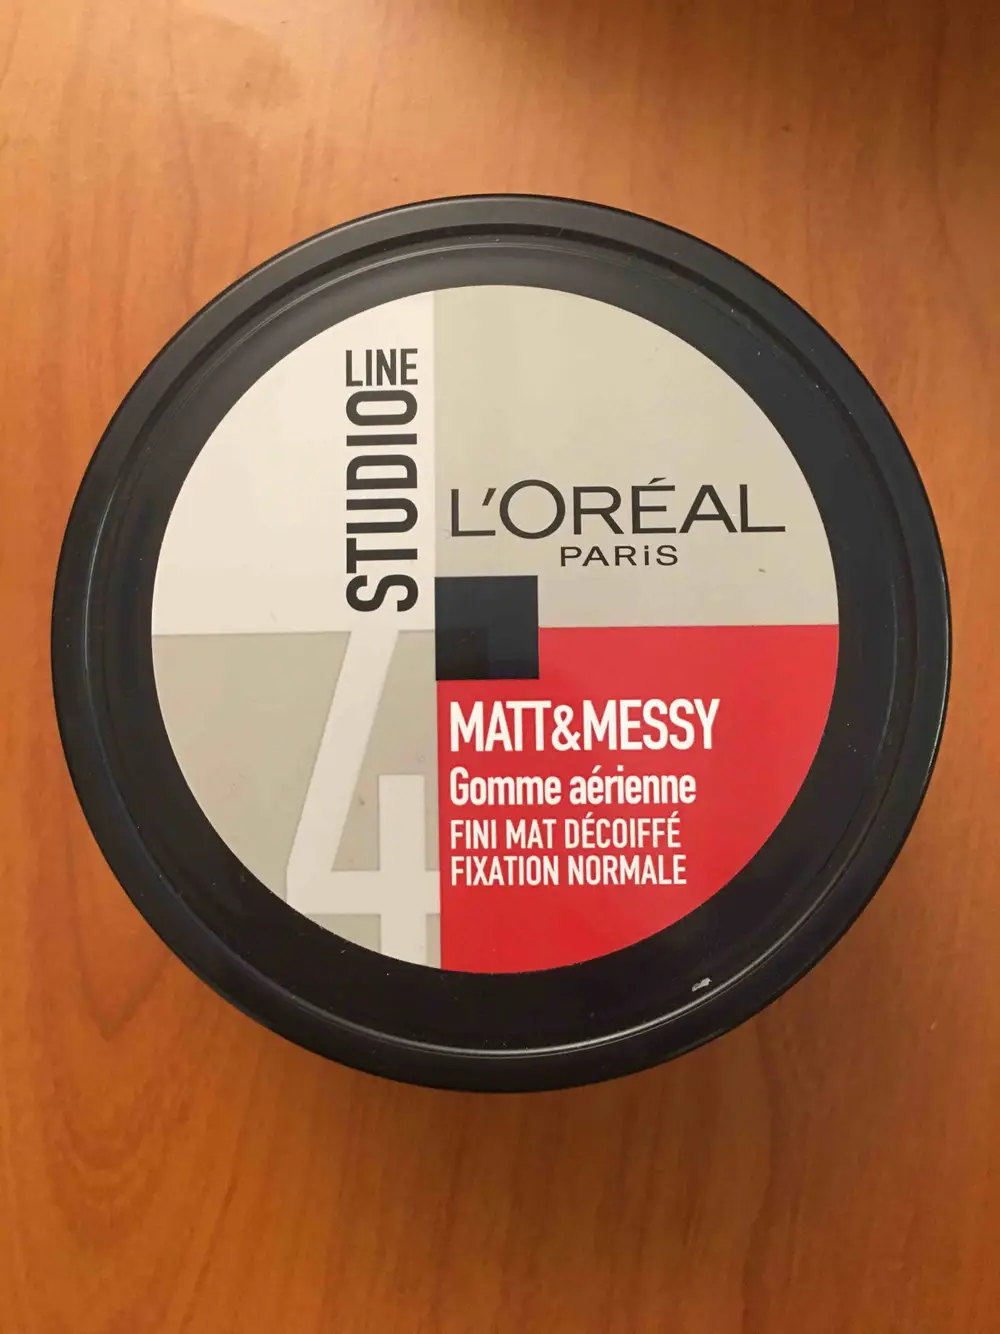 STUDIO LINE
L'ORÉAL
PARiS
4
MATT&MESSY
Gomme aérienne
FINI MAT DÉCOIFFÉ
FIXATION NORMALE